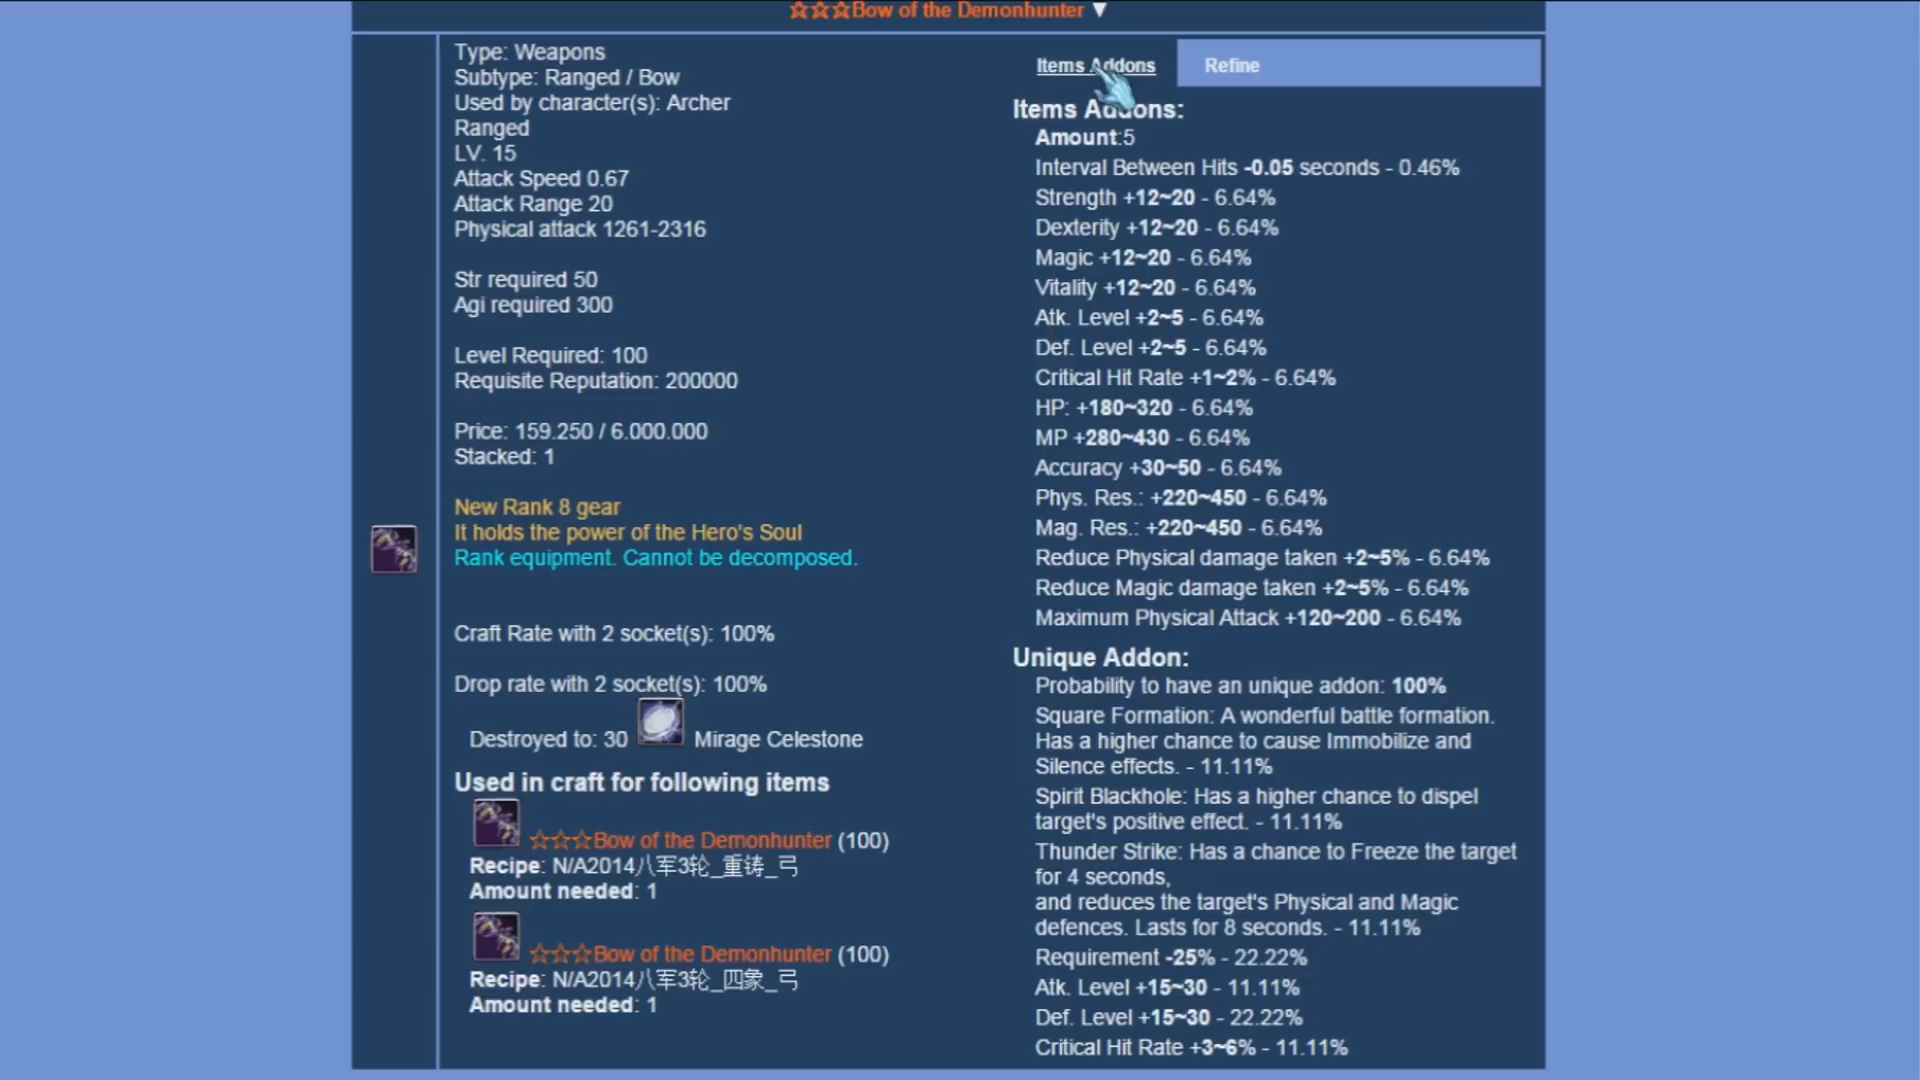 ☆☆☆Bow of the Demonhunter ▼
Type: Weapons
Subtype: Ranged / Bow
Used by character(s): Archer
Ranged
LV. 15
Attack Speed 0.67
Attack Range 20
Physical attack 1261-2316
Str required 50
Agi required 300
Level Required: 100
Requisite Reputation: 200000
Price: 159.250 / 6.000.000
Stacked: 1
New Rank 8 gear
It holds the power of the Hero's Soul
Rank equipment. Cannot be decomposed.
Craft Rate with 2 socket(s): 100%
Drop rate with 2 socket(s): 100%
Destroyed to: 30 Mirage Celestone
Used in craft for following items
☆☆☆Bow of the Demonhunter (100)
Recipe: N/A2014八军3轮_重铸_弓
Amount needed: 1
☆☆☆Bow of the Demonhunter (100)
Recipe: N/A2014八军3轮_四象_弓
Amount needed: 1
Items Addons
Refine
Items Addons:
Amount:5
Interval Between Hits -0.05 seconds - 0.46%
Strength +12~20 - 6.64%
Dexterity +12~20 - 6.64%
Magic +12~20 - 6.64%
Vitality +12~20 - 6.64%
Atk. Level +2~5 - 6.64%
Def. Level +2~5 - 6.64%
Critical Hit Rate +1~2% - 6.64%
HP: +180~320 - 6.64%
MP +280~430 - 6.64%
Accuracy +30~50 - 6.64%
Phys. Res.: +220~450 - 6.64%
Mag. Res.: +220~450 - 6.64%
Reduce Physical damage taken +2~5% - 6.64%
Reduce Magic damage taken +2~5% - 6.64%
Maximum Physical Attack +120~200 - 6.64%
Unique Addon:
Probability to have an unique addon: 100%
Square Formation: A wonderful battle formation.
Has a higher chance to cause Immobilize and
Silence effects. - 11.11%
Spirit Blackhole: Has a higher chance to dispel
target's positive effect. - 11.11%
Thunder Strike: Has a chance to Freeze the target
for 4 seconds,
and reduces the target's Physical and Magic
defences. Lasts for 8 seconds. - 11.11%
Requirement -25% - 22.22%
Atk. Level +15~30 - 11.11%
Def. Level +15~30 - 22.22%
Critical Hit Rate +3~6% - 11.11%